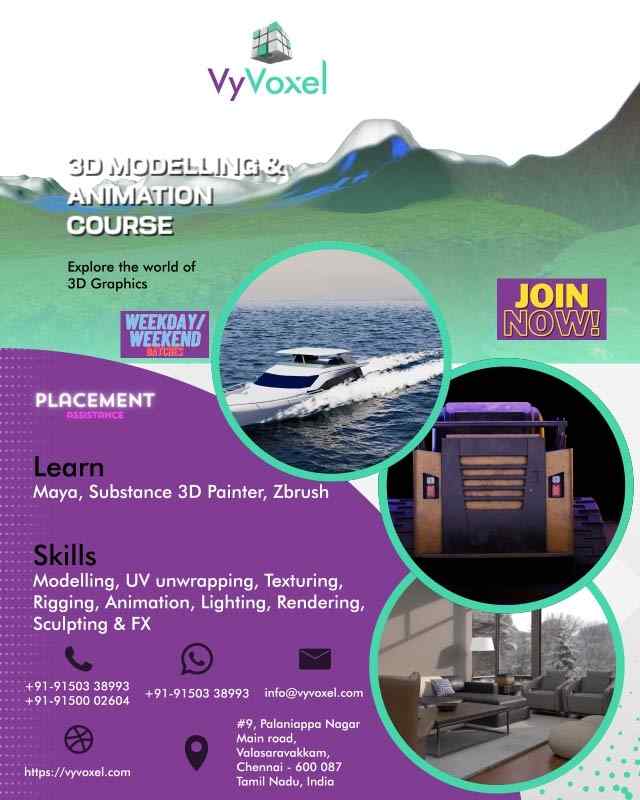 VyVoxel
3D MODELLING &
ANIMATION
COURSE
Explore the world of
3D Graphics
WEEKDAY/
WEEKEND
BATCHES
JOIN
NOW!
PLACEMENT
ASSISTANCE
Learn
Maya, Substance 3D Painter, Zbrush
Skills
Modelling, UV unwrapping, Texturing,
Rigging, Animation, Lighting, Rendering,
Sculpting & FX
+91-91503 38993
+91-91500 02604
+91-91503 38993
info@vyvoxel.com
https://vyvoxel.com
#9, Palaniappa Nagar
Main road,
Valasaravakkam,
Chennai - 600 087
Tamil Nadu, India